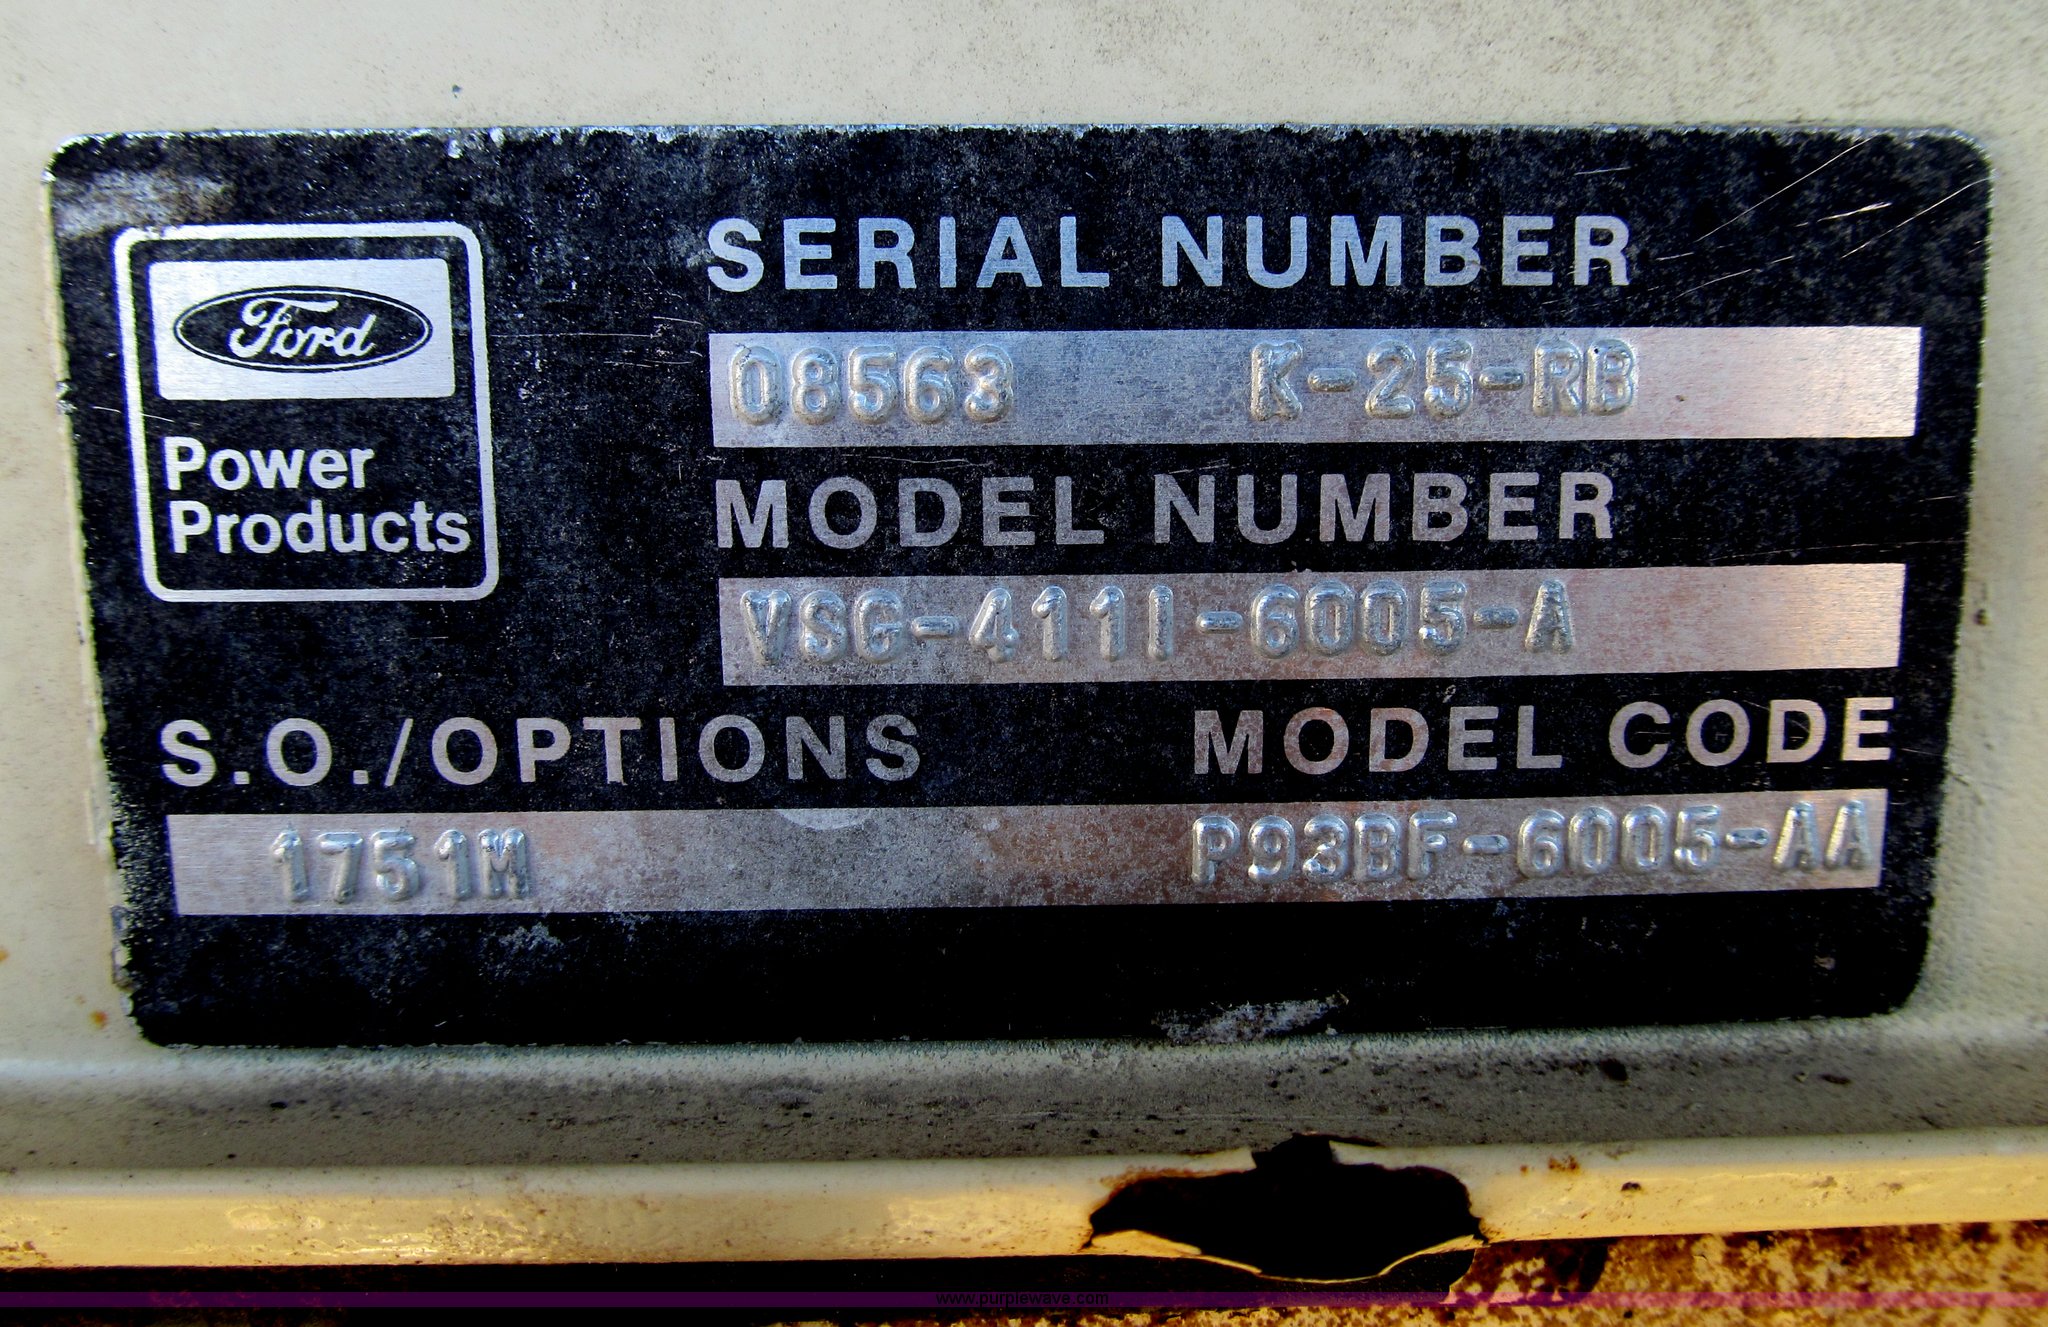 Ford
Power
Products
SERIAL NUMBER
08563 K-25-RB
MODEL NUMBER
VSG-411I-6005-A
S.O./OPTIONS MODEL CODE
1751M P93BF-6005-AA
www.purplewave.com